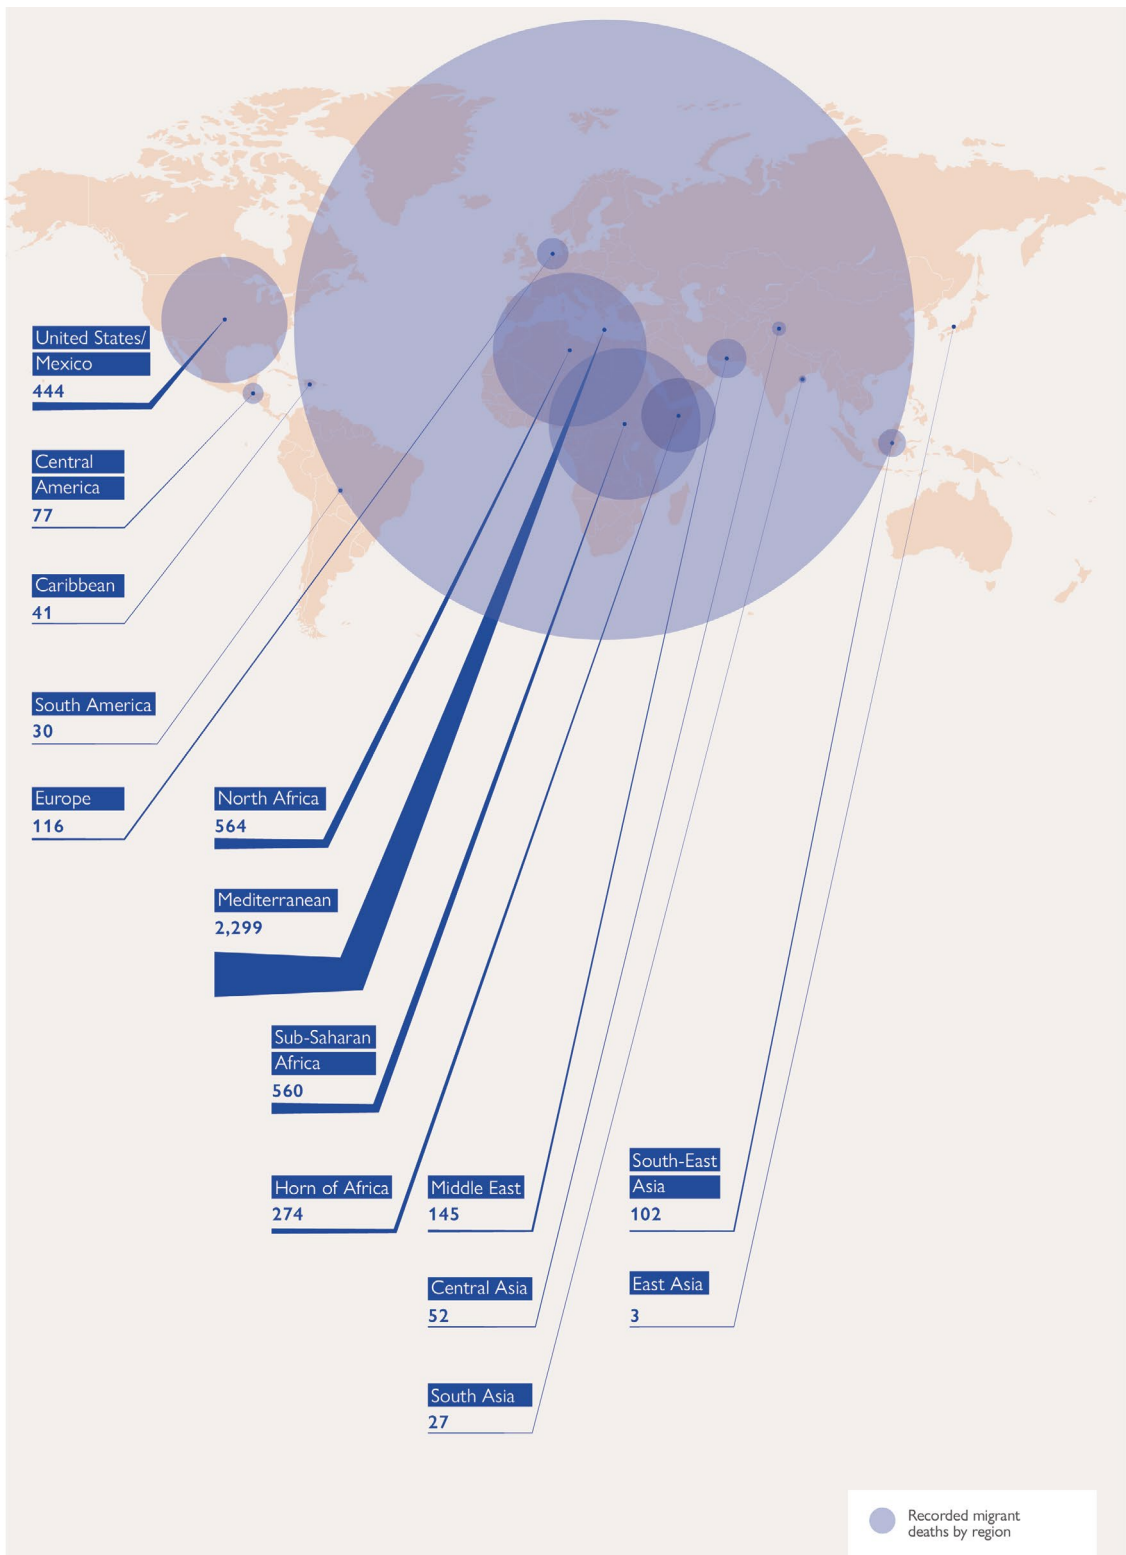 United States/
Mexico
444
Central
America
77
Caribbean
41
South America
30
Europe
116
North Africa
564
Mediterranean
2,299
Sub-Saharan
Africa
560
Horn of Africa
274
Middle East
145
Central Asia
52
South Asia
27
South-East
Asia
102
East Asia
3
Recorded migrant
deaths by region